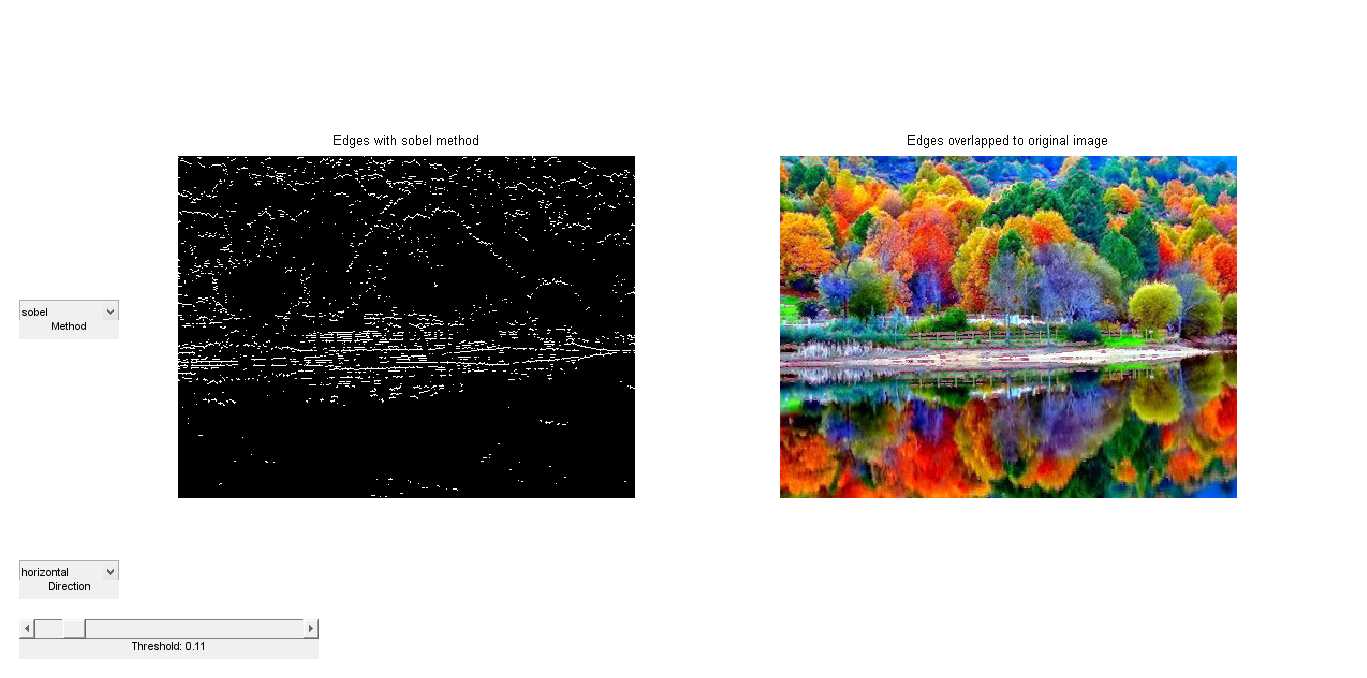 Edges with sobel method
Edges overlapped to original image
sobel
Method
horizontal
Direction
Threshold: 0.11